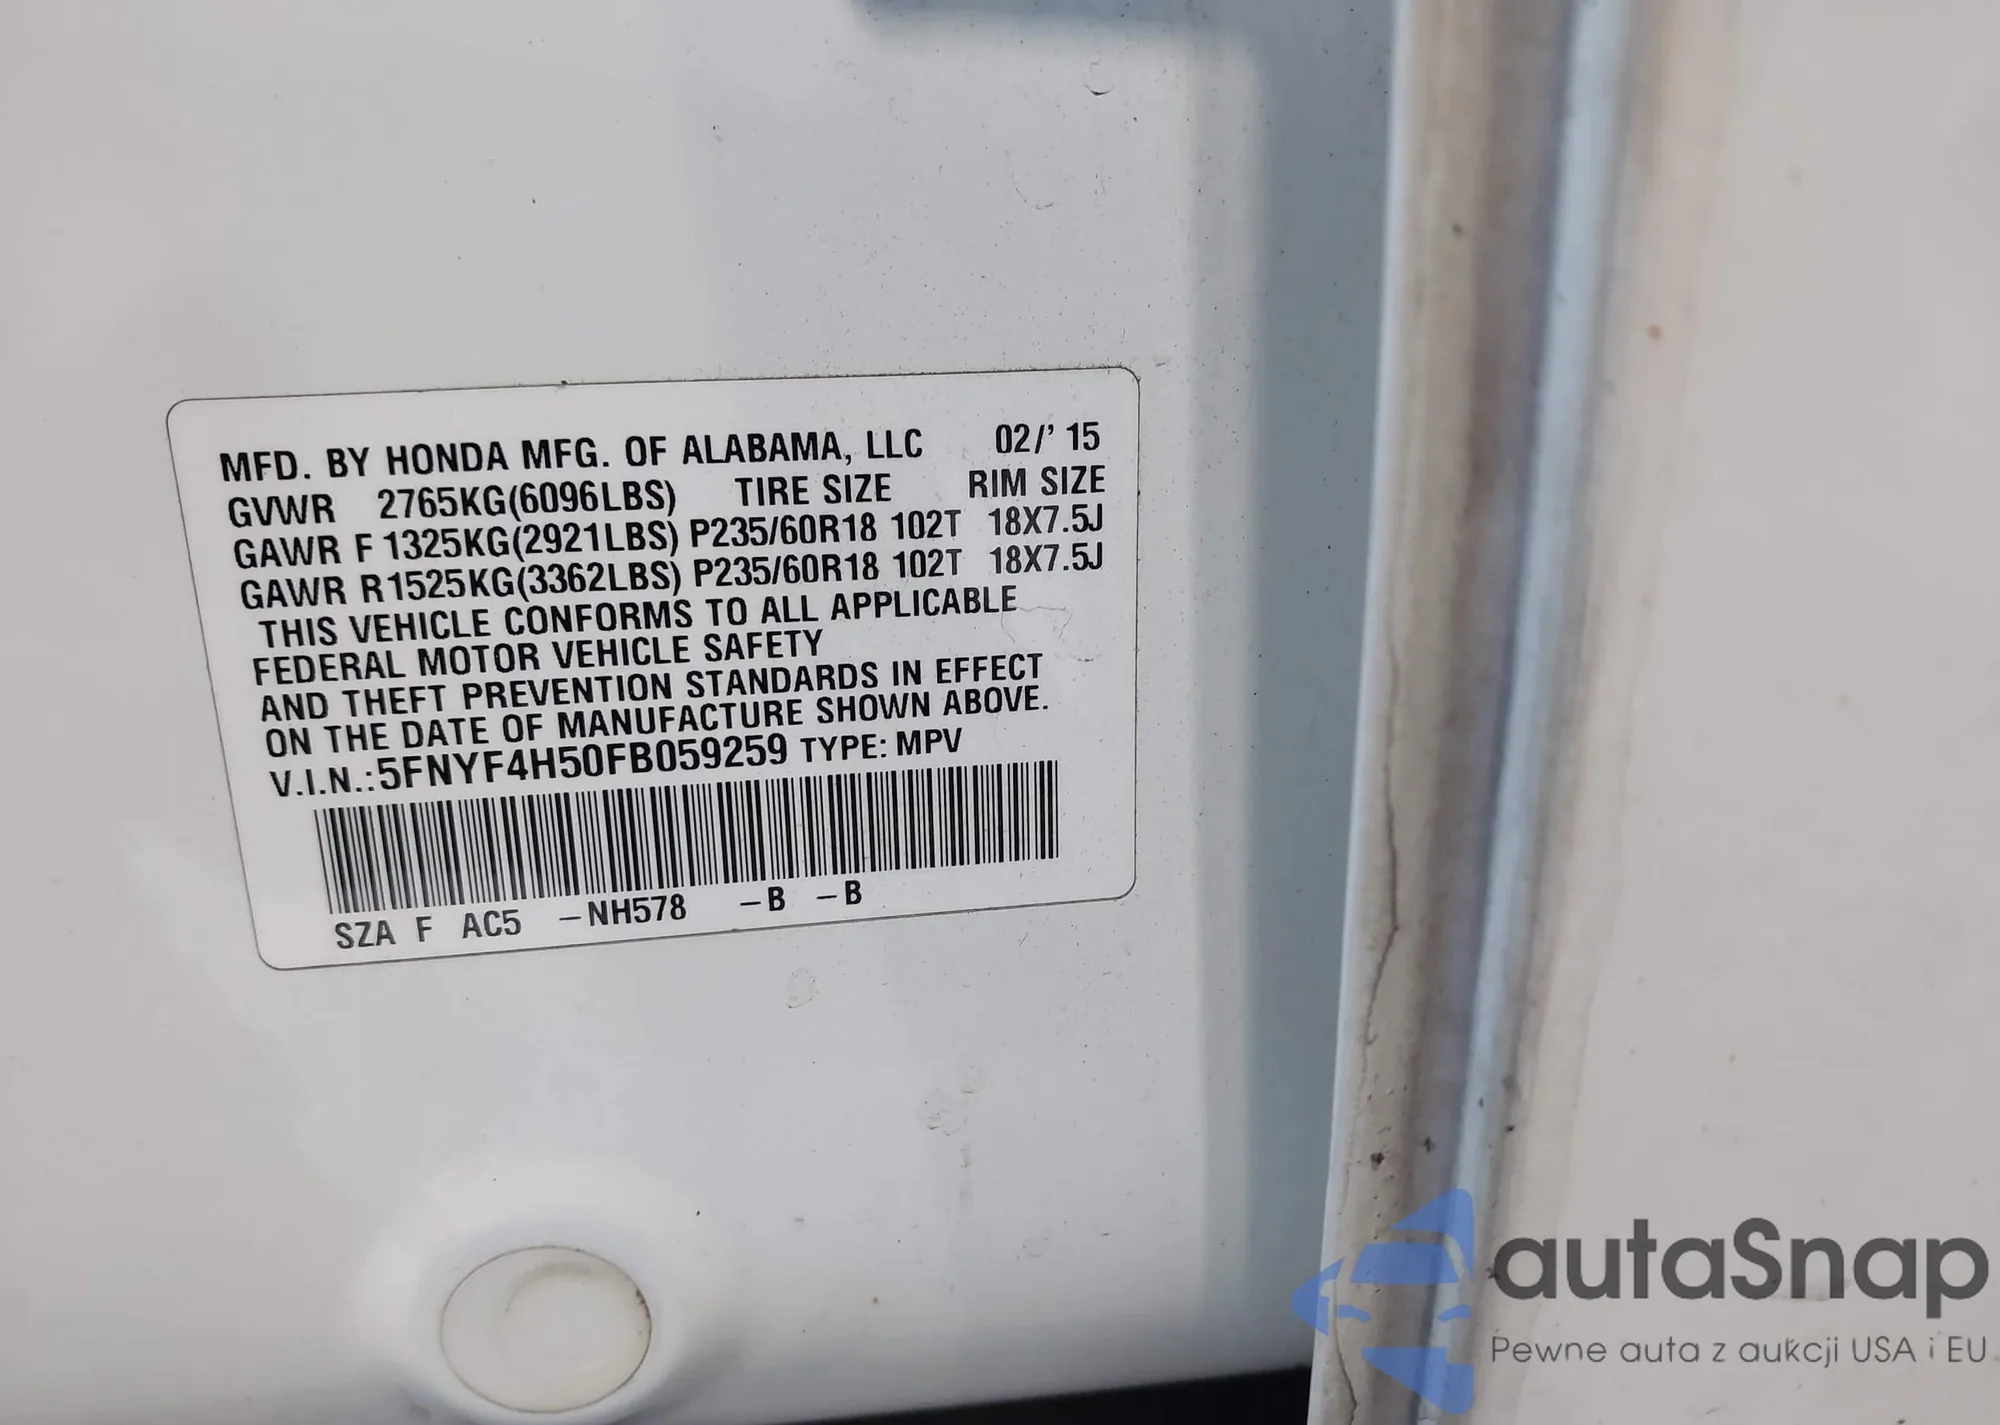 MFD. BY HONDA MFG. OF ALABAMA, LLC 02/' 15
GVWR 2765KG(6096LBS) TIRE SIZE RIM SIZE
GAWR F 1325KG(2921LBS) P235/60R18 102T 18X7.5J
GAWR R1525KG(3362LBS) P235/60R18 102T 18X7.5J
THIS VEHICLE CONFORMS TO ALL APPLICABLE
FEDERAL MOTOR VEHICLE SAFETY
AND THEFT PREVENTION STANDARDS IN EFFECT
ON THE DATE OF MANUFACTURE SHOWN ABOVE.
V.I.N.:5FNYF4H50FB059259 TYPE: MPV
SZA F AC5 –NH578 –B –B
autaSnap
Pewne auta z aukcji USA i EU